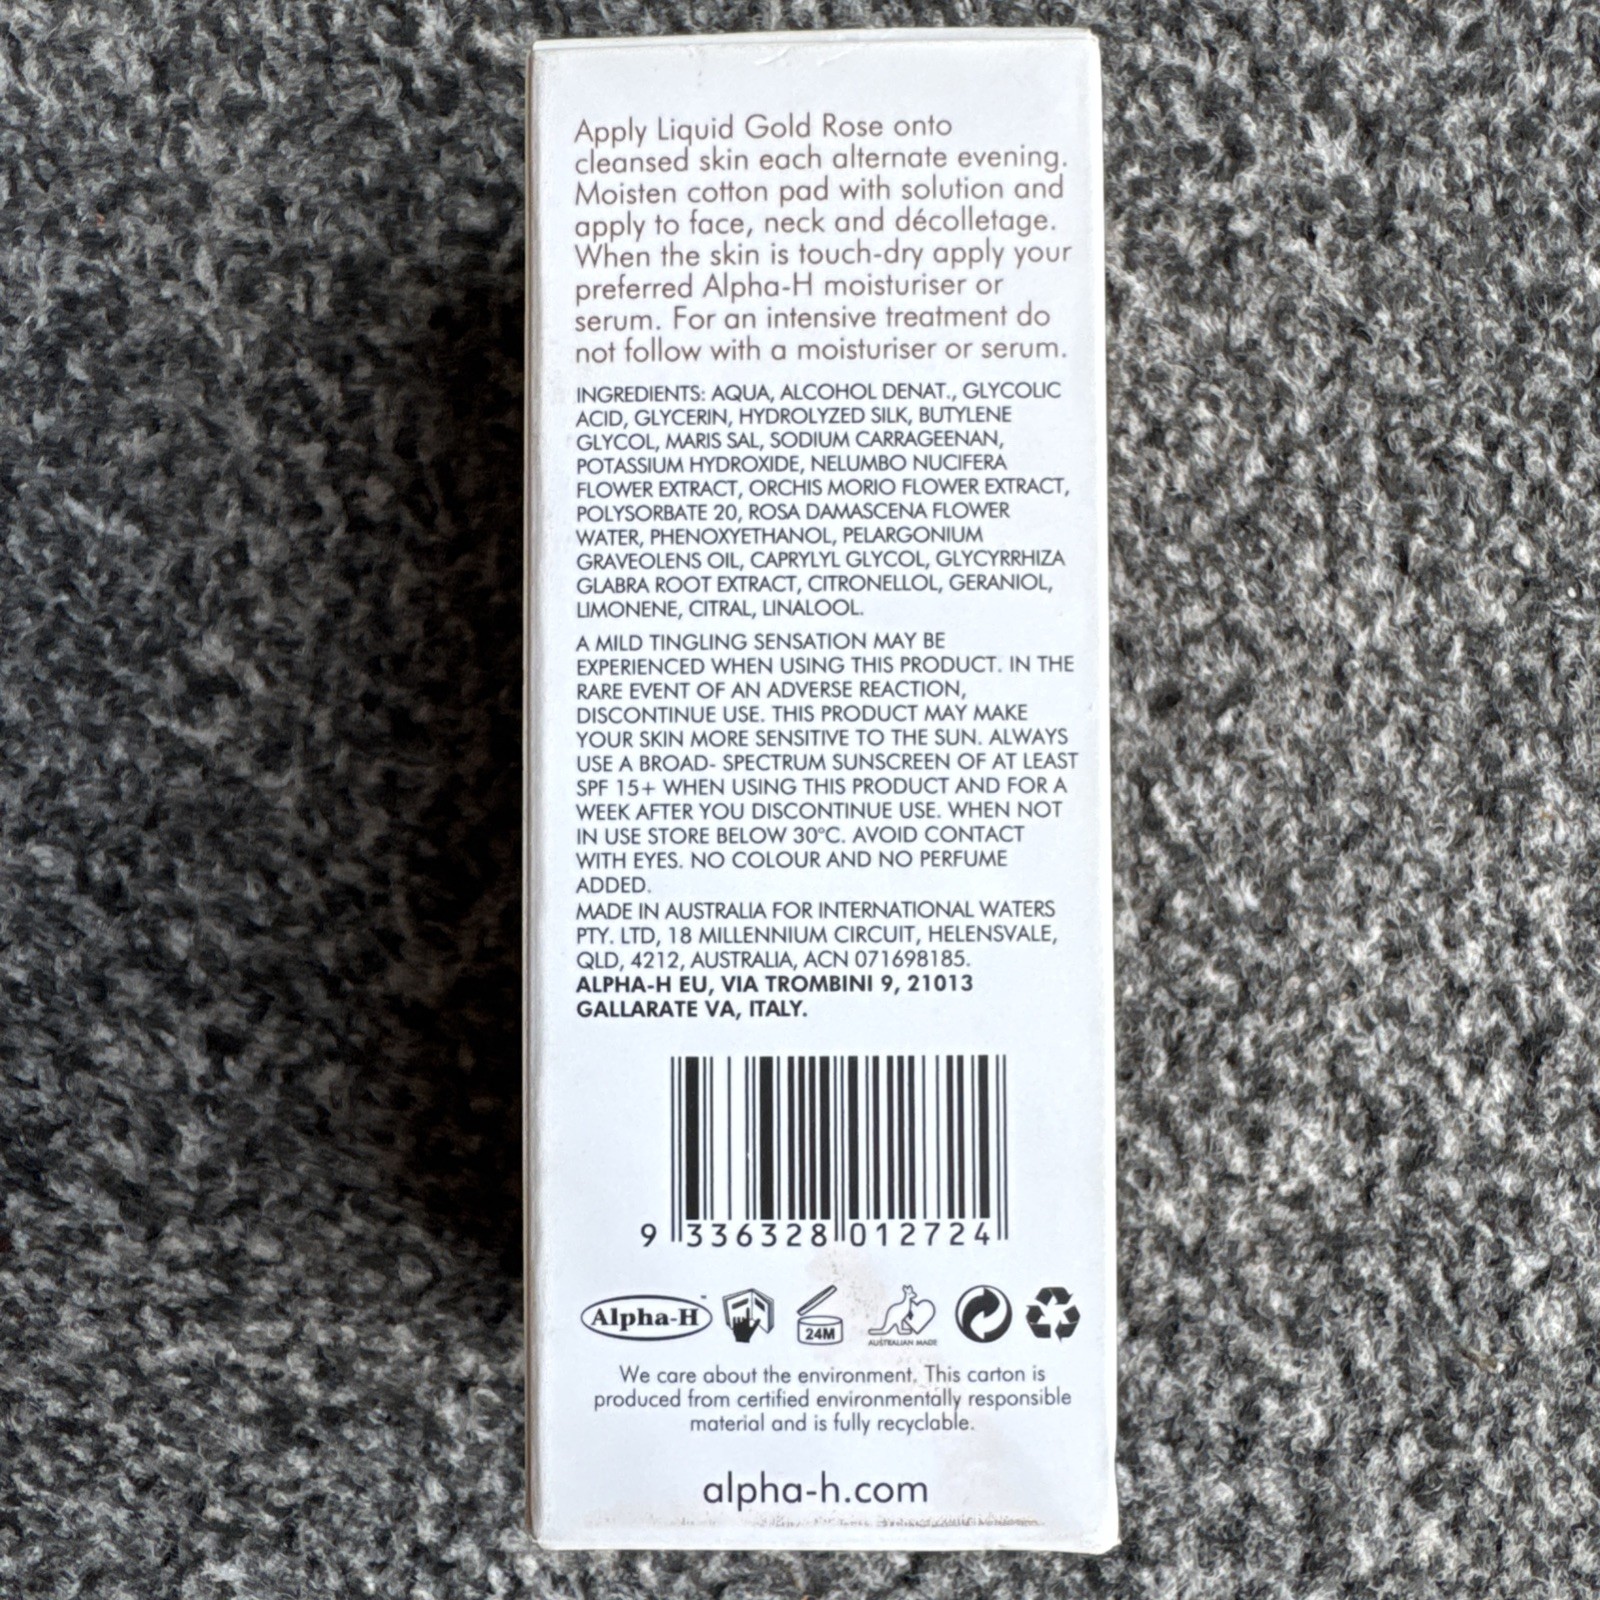 Apply Liquid Gold Rose onto
cleansed skin each alternate evening.
Moisten cotton pad with solution and
apply to face, neck and décolletage.
When the skin is touch-dry apply your
preferred Alpha-H moisturiser or
serum. For an intensive treatment do
not follow with a moisturiser or serum.
INGREDIENTS: AQUA, ALCOHOL DENAT., GLYCOLIC
ACID, GLYCERIN, HYDROLYZED SILK, BUTYLENE
GLYCOL, MARIS SAL, SODIUM CARRAGEENAN,
POTASSIUM HYDROXIDE, NELUMBO NUCIFERA
FLOWER EXTRACT, ORCHIS MORIO FLOWER EXTRACT,
POLYSORBATE 20, ROSA DAMASCENA FLOWER
WATER, PHENOXYETHANOL, PELARGONIUM
GRAVEOLENS OIL, CAPRYLYL GLYCOL, GLYCYRRHIZA
GLABRA ROOT EXTRACT, CITRONELLOL, GERANIOL,
LIMONENE, CITRAL, LINALOOL.
A MILD TINGLING SENSATION MAY BE
EXPERIENCED WHEN USING THIS PRODUCT. IN THE
RARE EVENT OF AN ADVERSE REACTION,
DISCONTINUE USE. THIS PRODUCT MAY MAKE
YOUR SKIN MORE SENSITIVE TO THE SUN. ALWAYS
USE A BROAD- SPECTRUM SUNSCREEN OF AT LEAST
SPF 15+ WHEN USING THIS PRODUCT AND FOR A
WEEK AFTER YOU DISCONTINUE USE. WHEN NOT
IN USE STORE BELOW 30°C. AVOID CONTACT
WITH EYES. NO COLOUR AND NO PERFUME
ADDED.
MADE IN AUSTRALIA FOR INTERNATIONAL WATERS
PTY. LTD, 18 MILLENNIUM CIRCUIT, HELENSVALE,
QLD, 4212, AUSTRALIA, ACN 071698185.
ALPHA-H EU, VIA TROMBINI 9, 21013
GALLARATE VA, ITALY.
9 336328 012724
Alpha-H™ 24M AUSTRALIAN MADE
We care about the environment. This carton is
produced from certified environmentally responsible
material and is fully recyclable.
alpha-h.com